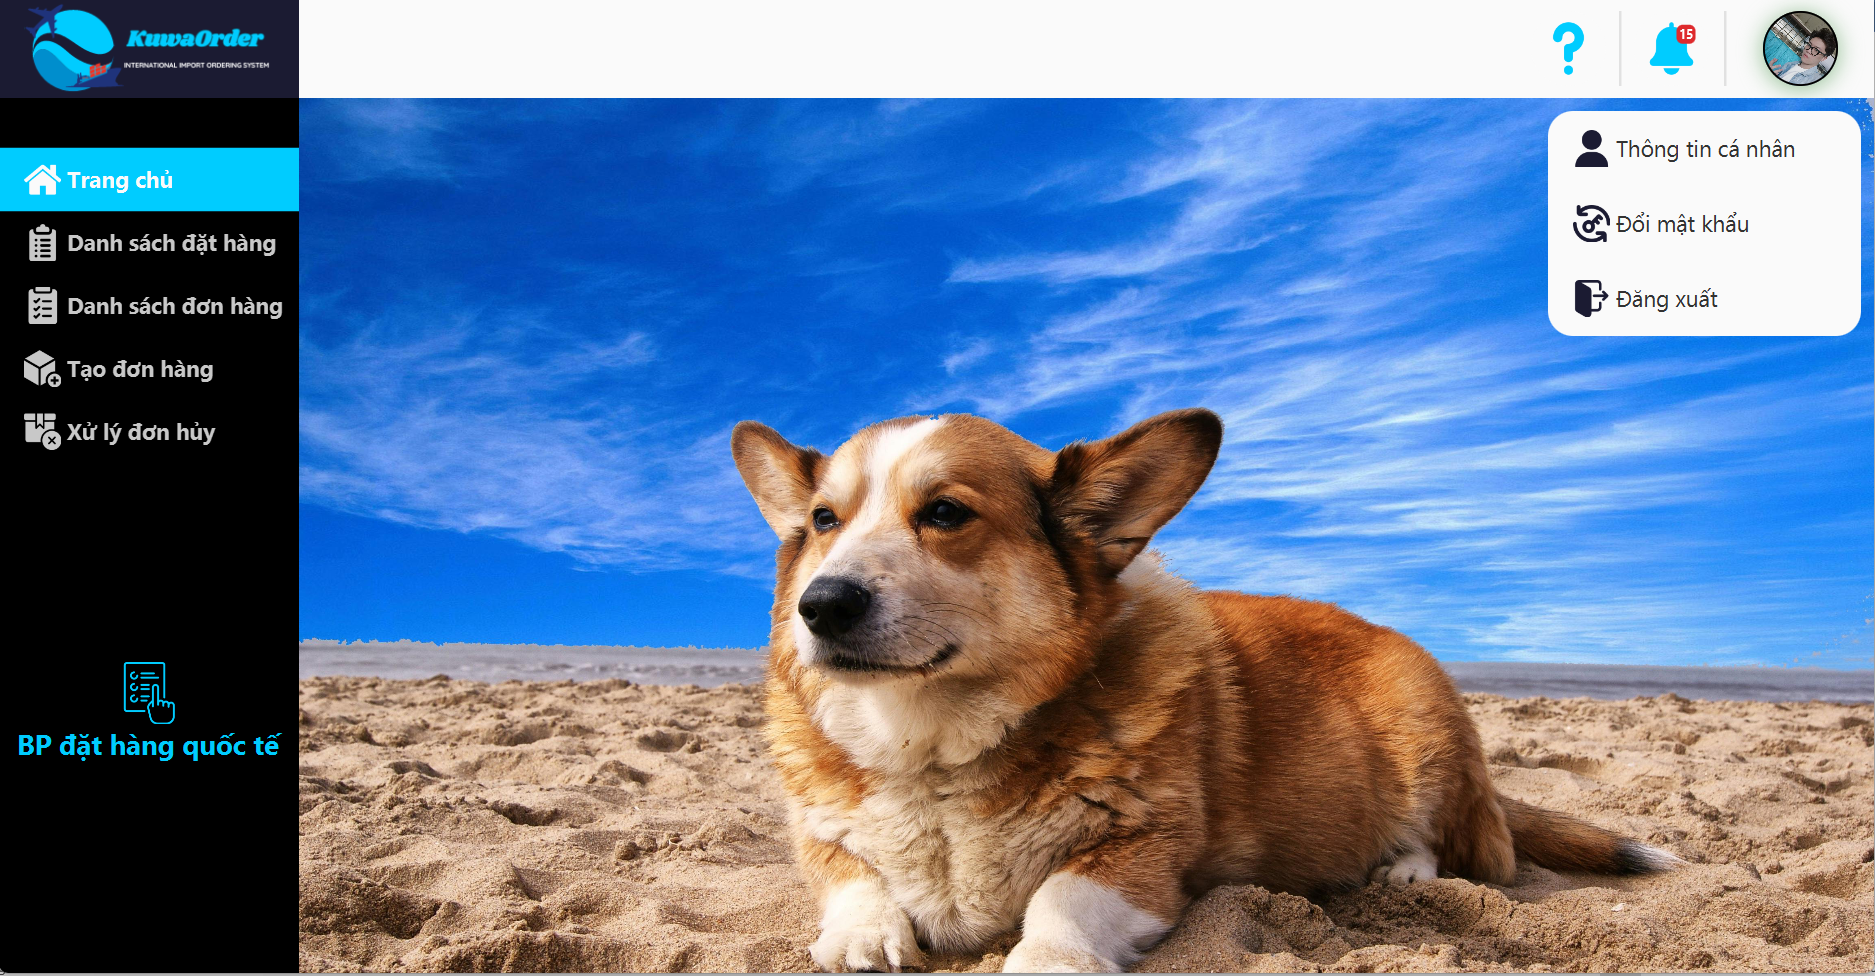 KuwaOrder
INTERNATIONAL IMPORT ORDERING SYSTEM
15
Trang chủ
Danh sách đặt hàng
Danh sách đơn hàng
Tạo đơn hàng
Xử lý đơn hủy
BP đặt hàng quốc tế
Thông tin cá nhân
Đổi mật khẩu
Đăng xuất